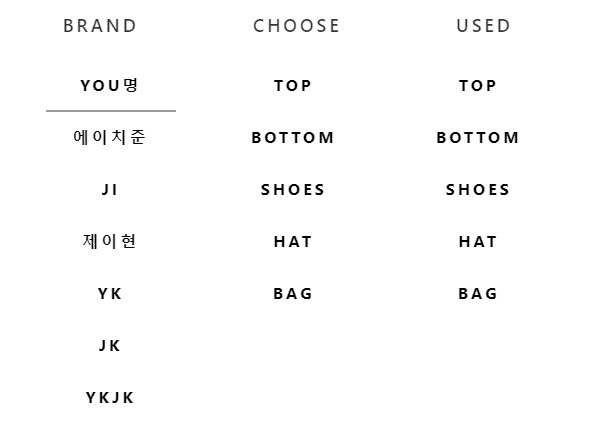 BRAND CHOOSE USED
YOU명 TOP TOP
에이치준 BOTTOM BOTTOM
JI SHOES SHOES
제이현 HAT HAT
YK BAG BAG
JK
YKJK